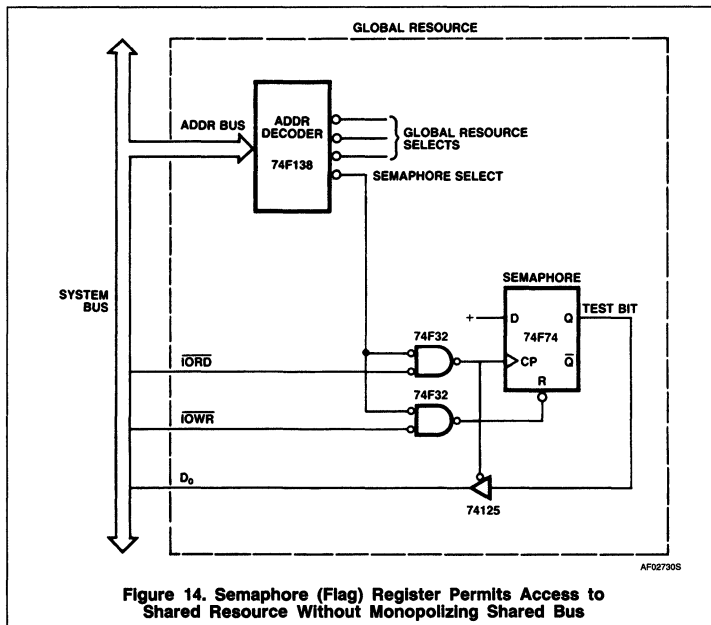 GLOBAL RESOURCE
ADDR BUS
ADDR
DECODER
74F138
GLOBAL RESOURCE
SELECTS
SEMAPHORE SELECT
SYSTEM
BUS
SEMAPHORE
TEST BIT
+
D
Q
74F74
CP
Q̅
R
74F32
I̅O̅R̅D̅
74F32
I̅O̅W̅R̅
D₀
74125
AF02730S
Figure 14. Semaphore (Flag) Register Permits Access to
Shared Resource Without Monopolizing Shared Bus